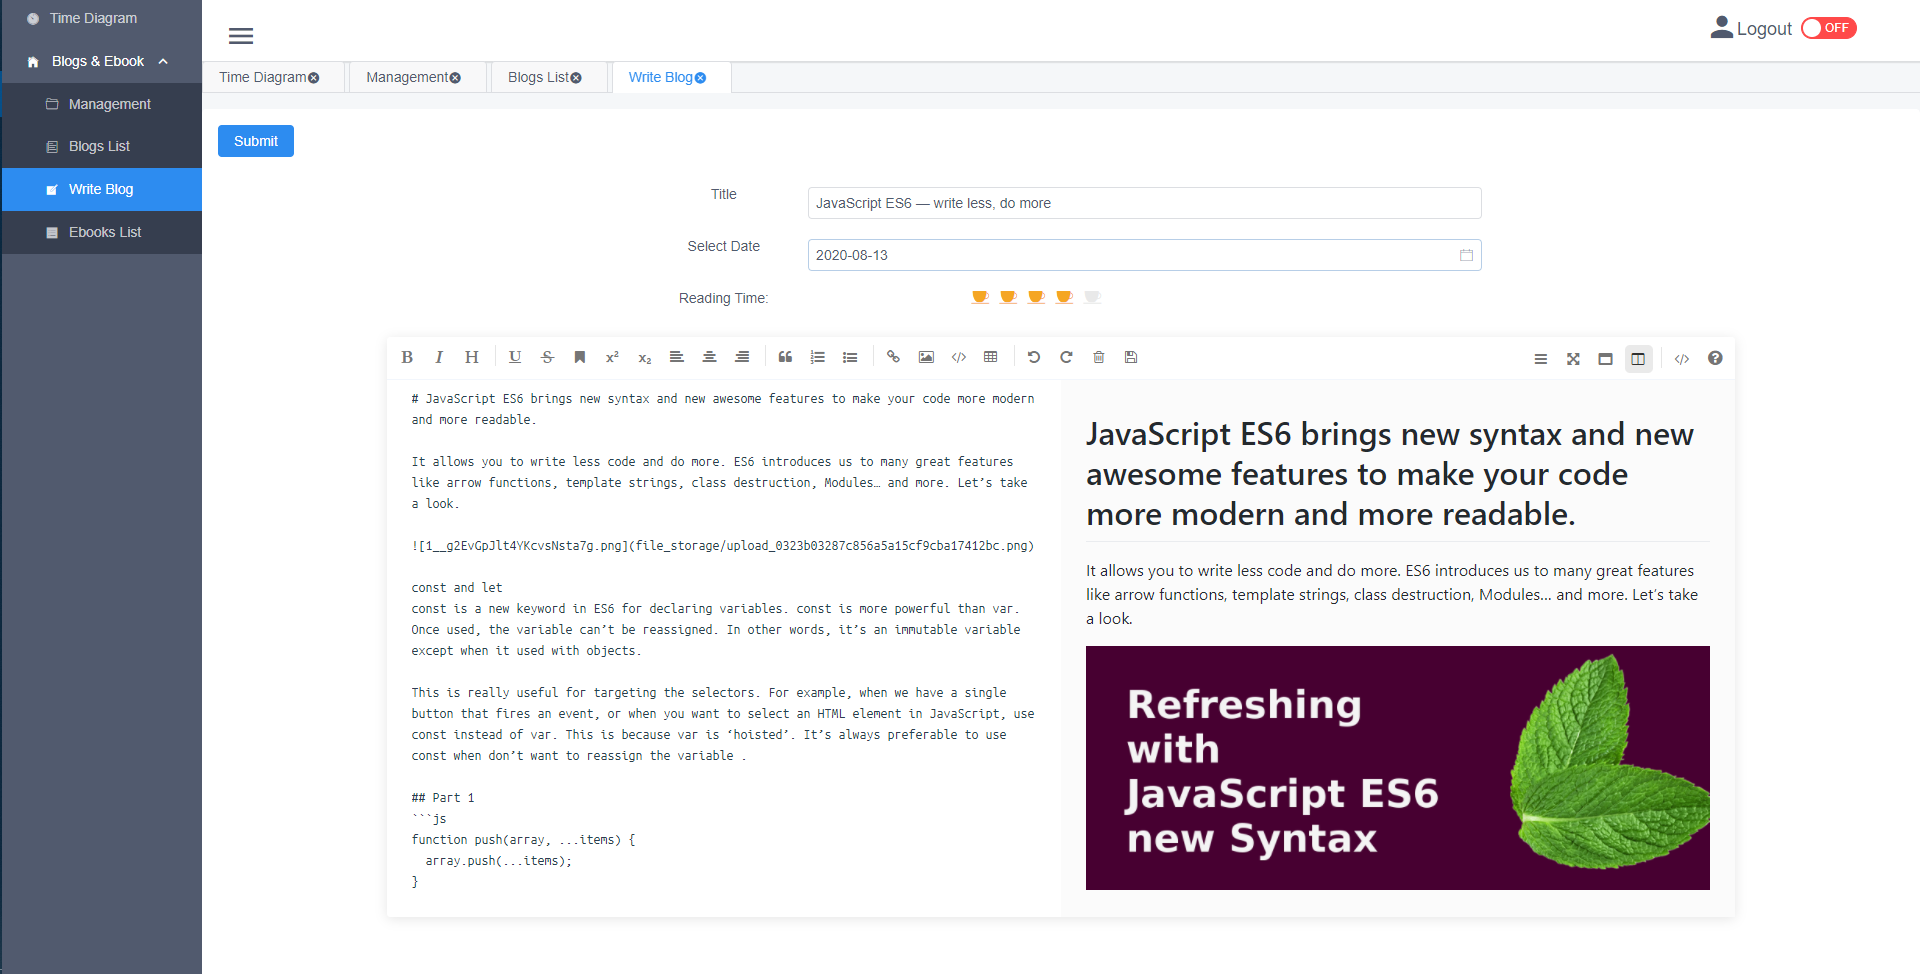 Time Diagram
Blogs & Ebook
Management
Blogs List
Write Blog
Ebooks List
Logout OFF
Time Diagram Management Blogs List Write Blog
Submit
Title
JavaScript ES6 — write less, do more
Select Date
2020-08-13
Reading Time:
B I H U S x² x₂
# JavaScript ES6 brings new syntax and new awesome features to make your code more modern
and more readable.
It allows you to write less code and do more. ES6 introduces us to many great features
like arrow functions, template strings, class destruction, Modules… and more. Let’s take
a look.
![1__g2EvGpJlt4YKcvsNsta7g.png](file_storage/upload_0323b03287c856a5a15cf9cba17412bc.png)
const and let
const is a new keyword in ES6 for declaring variables. const is more powerful than var.
Once used, the variable can’t be reassigned. In other words, it’s an immutable variable
except when it used with objects.
This is really useful for targeting the selectors. For example, when we have a single
button that fires an event, or when you want to select an HTML element in JavaScript, use
const instead of var. This is because var is ‘hoisted’. It’s always preferable to use
const when don’t want to reassign the variable .
## Part 1
```js
function push(array, ...items) {
  array.push(...items);
}
JavaScript ES6 brings new syntax and new
awesome features to make your code
more modern and more readable.
It allows you to write less code and do more. ES6 introduces us to many great features
like arrow functions, template strings, class destruction, Modules… and more. Let’s take
a look.
Refreshing
with
JavaScript ES6
new Syntax